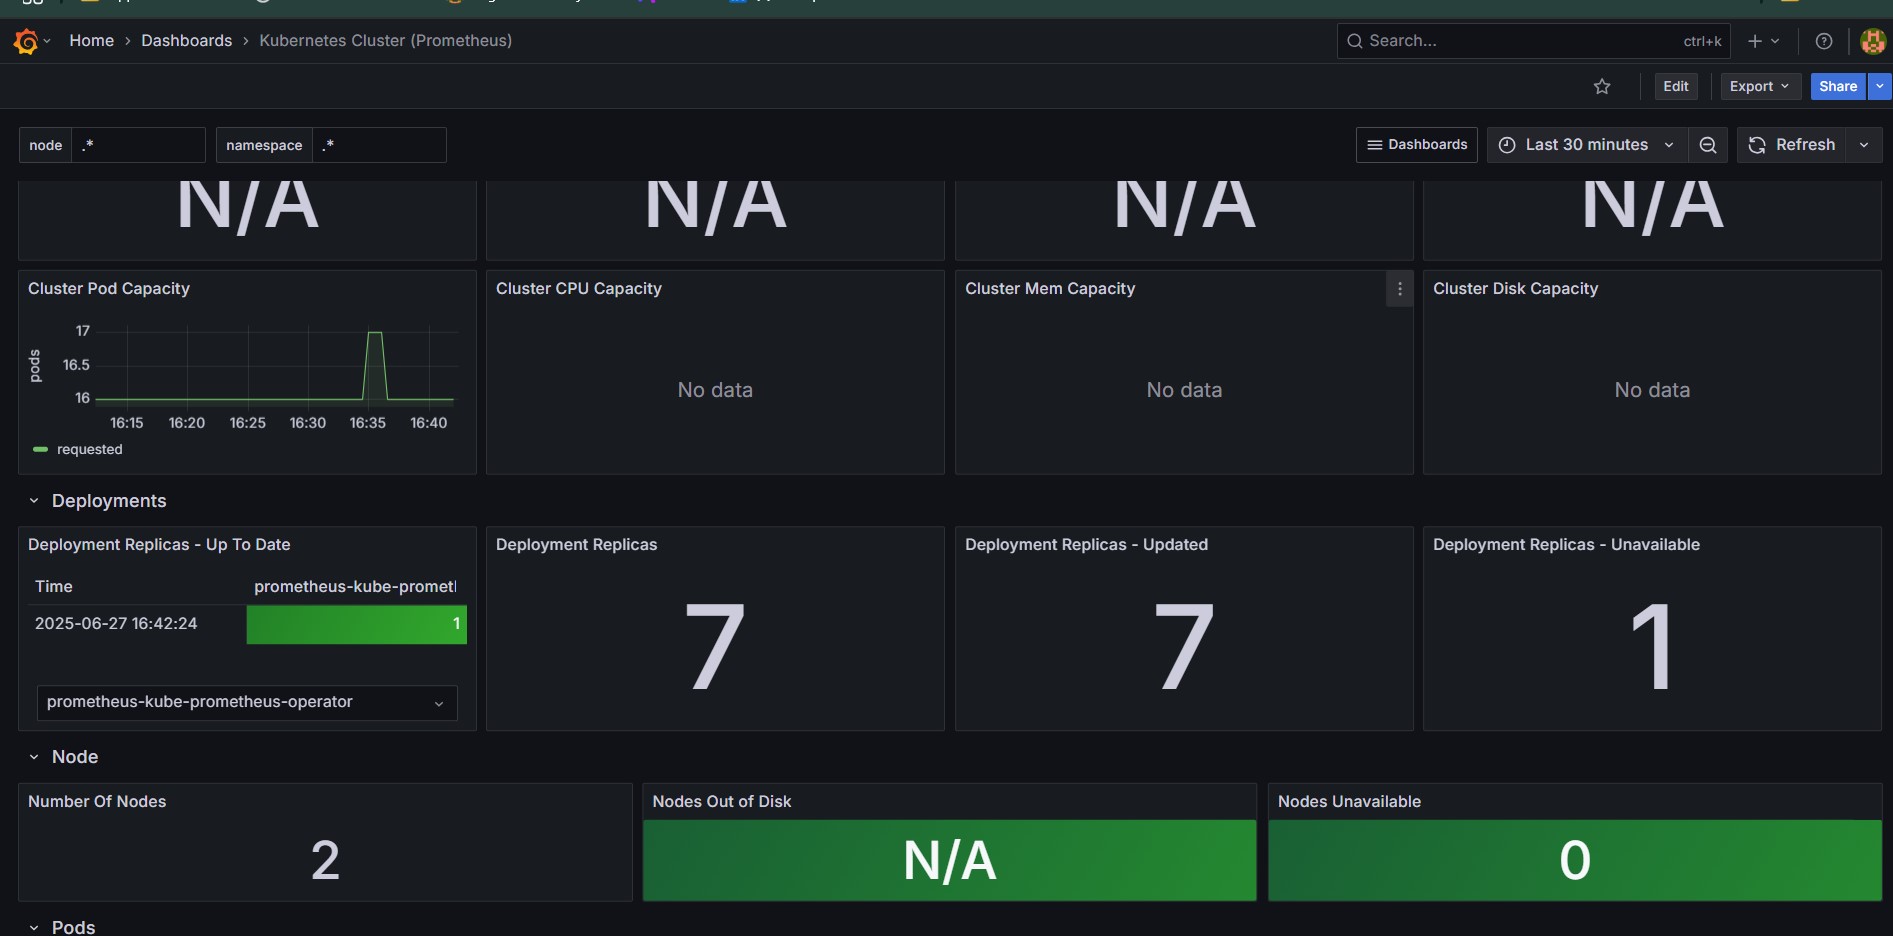 Home › Dashboards › Kubernetes Cluster (Prometheus)
Search... ctrl+k
Edit Export Share
node .* namespace .*
Dashboards Last 30 minutes Refresh
N/A N/A N/A N/A
Cluster Pod Capacity
pods
17
16.5
16
16:15 16:20 16:25 16:30 16:35 16:40
requested
Cluster CPU Capacity
No data
Cluster Mem Capacity
No data
Cluster Disk Capacity
No data
Deployments
Deployment Replicas - Up To Date
Time prometheus-kube-promet
2025-06-27 16:42:24 1
prometheus-kube-prometheus-operator
Deployment Replicas
7
Deployment Replicas - Updated
7
Deployment Replicas - Unavailable
1
Node
Number Of Nodes
2
Nodes Out of Disk
N/A
Nodes Unavailable
0
Pods